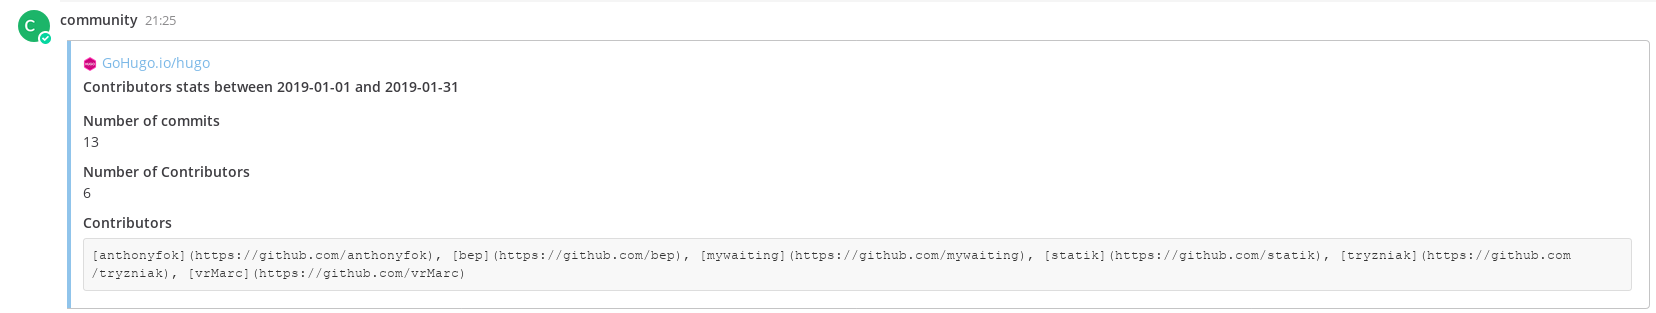 C
community 21:25
GoHugo.io/hugo
Contributors stats between 2019-01-01 and 2019-01-31
Number of commits
13
Number of Contributors
6
Contributors
[anthonyfok](https://github.com/anthonyfok), [bep](https://github.com/bep), [mywaiting](https://github.com/mywaiting), [statik](https://github.com/statik), [tryzniak](https://github.com
/tryzniak), [vrMarc](https://github.com/vrMarc)